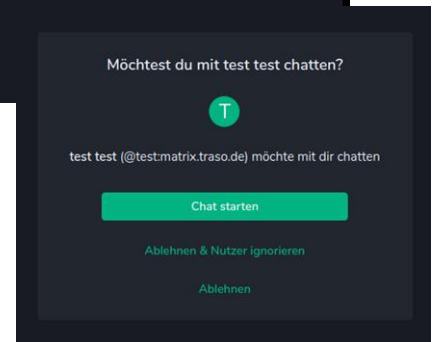 Möchtest du mit test test chatten?
T
test test (@test:matrix.traso.de) möchte mit dir chatten
Chat starten
Ablehnen & Nutzer ignorieren
Ablehnen